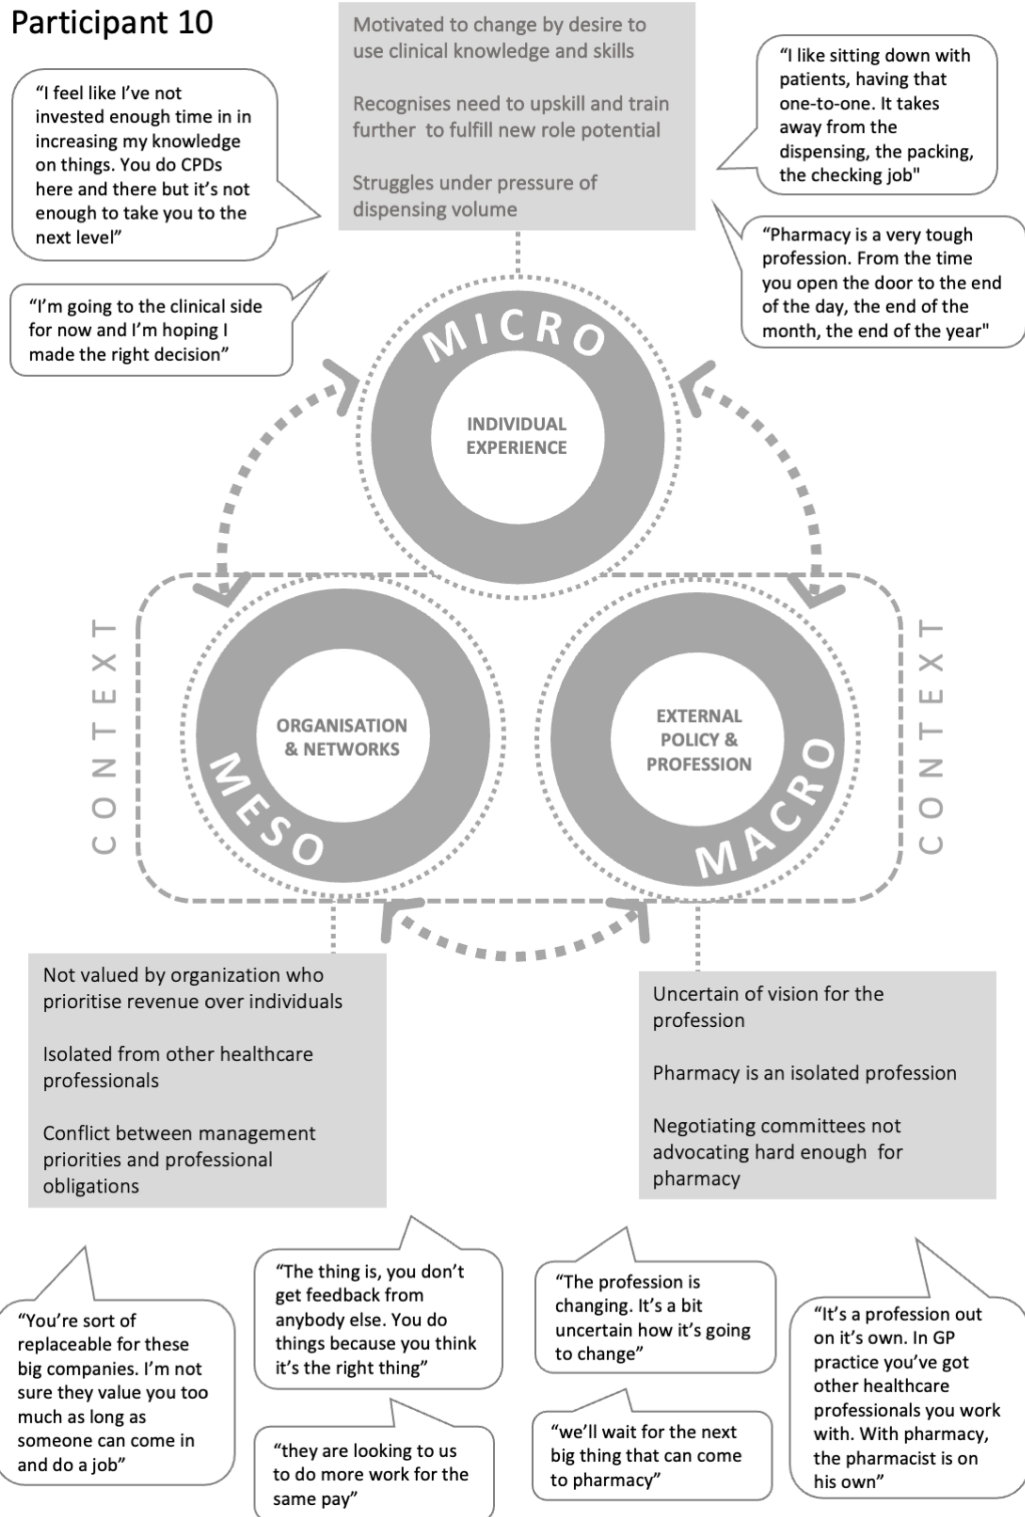 Participant 10
Motivated to change by desire to
use clinical knowledge and skills
Recognises need to upskill and train
further to fulfill new role potential
Struggles under pressure of
dispensing volume
“I feel like I’ve not
invested enough time in in
increasing my knowledge
on things. You do CPDs
here and there but it’s not
enough to take you to the
next level”
“I’m going to the clinical side
for now and I’m hoping I
made the right decision”
“I like sitting down with
patients, having that
one-to-one. It takes
away from the
dispensing, the packing,
the checking job"
“Pharmacy is a very tough
profession. From the time
you open the door to the end
of the day, the end of the
month, the end of the year"
MICRO
INDIVIDUAL
EXPERIENCE
CONTEXT
ORGANISATION
& NETWORKS
MESO
EXTERNAL
POLICY &
PROFESSION
MACRO
CONTEXT
Not valued by organization who
prioritise revenue over individuals
Isolated from other healthcare
professionals
Conflict between management
priorities and professional
obligations
Uncertain of vision for the
profession
Pharmacy is an isolated profession
Negotiating committees not
advocating hard enough for
pharmacy
“You’re sort of
replaceable for these
big companies. I’m not
sure they value you too
much as long as
someone can come in
and do a job”
“The thing is, you don’t
get feedback from
anybody else. You do
things because you think
it’s the right thing”
“they are looking to us
to do more work for the
same pay”
“The profession is
changing. It’s a bit
uncertain how it’s going
to change”
“we’ll wait for the next
big thing that can come
to pharmacy”
“It’s a profession out
on it’s own. In GP
practice you’ve got
other healthcare
professionals you work
with. With pharmacy,
the pharmacist is on
his own”